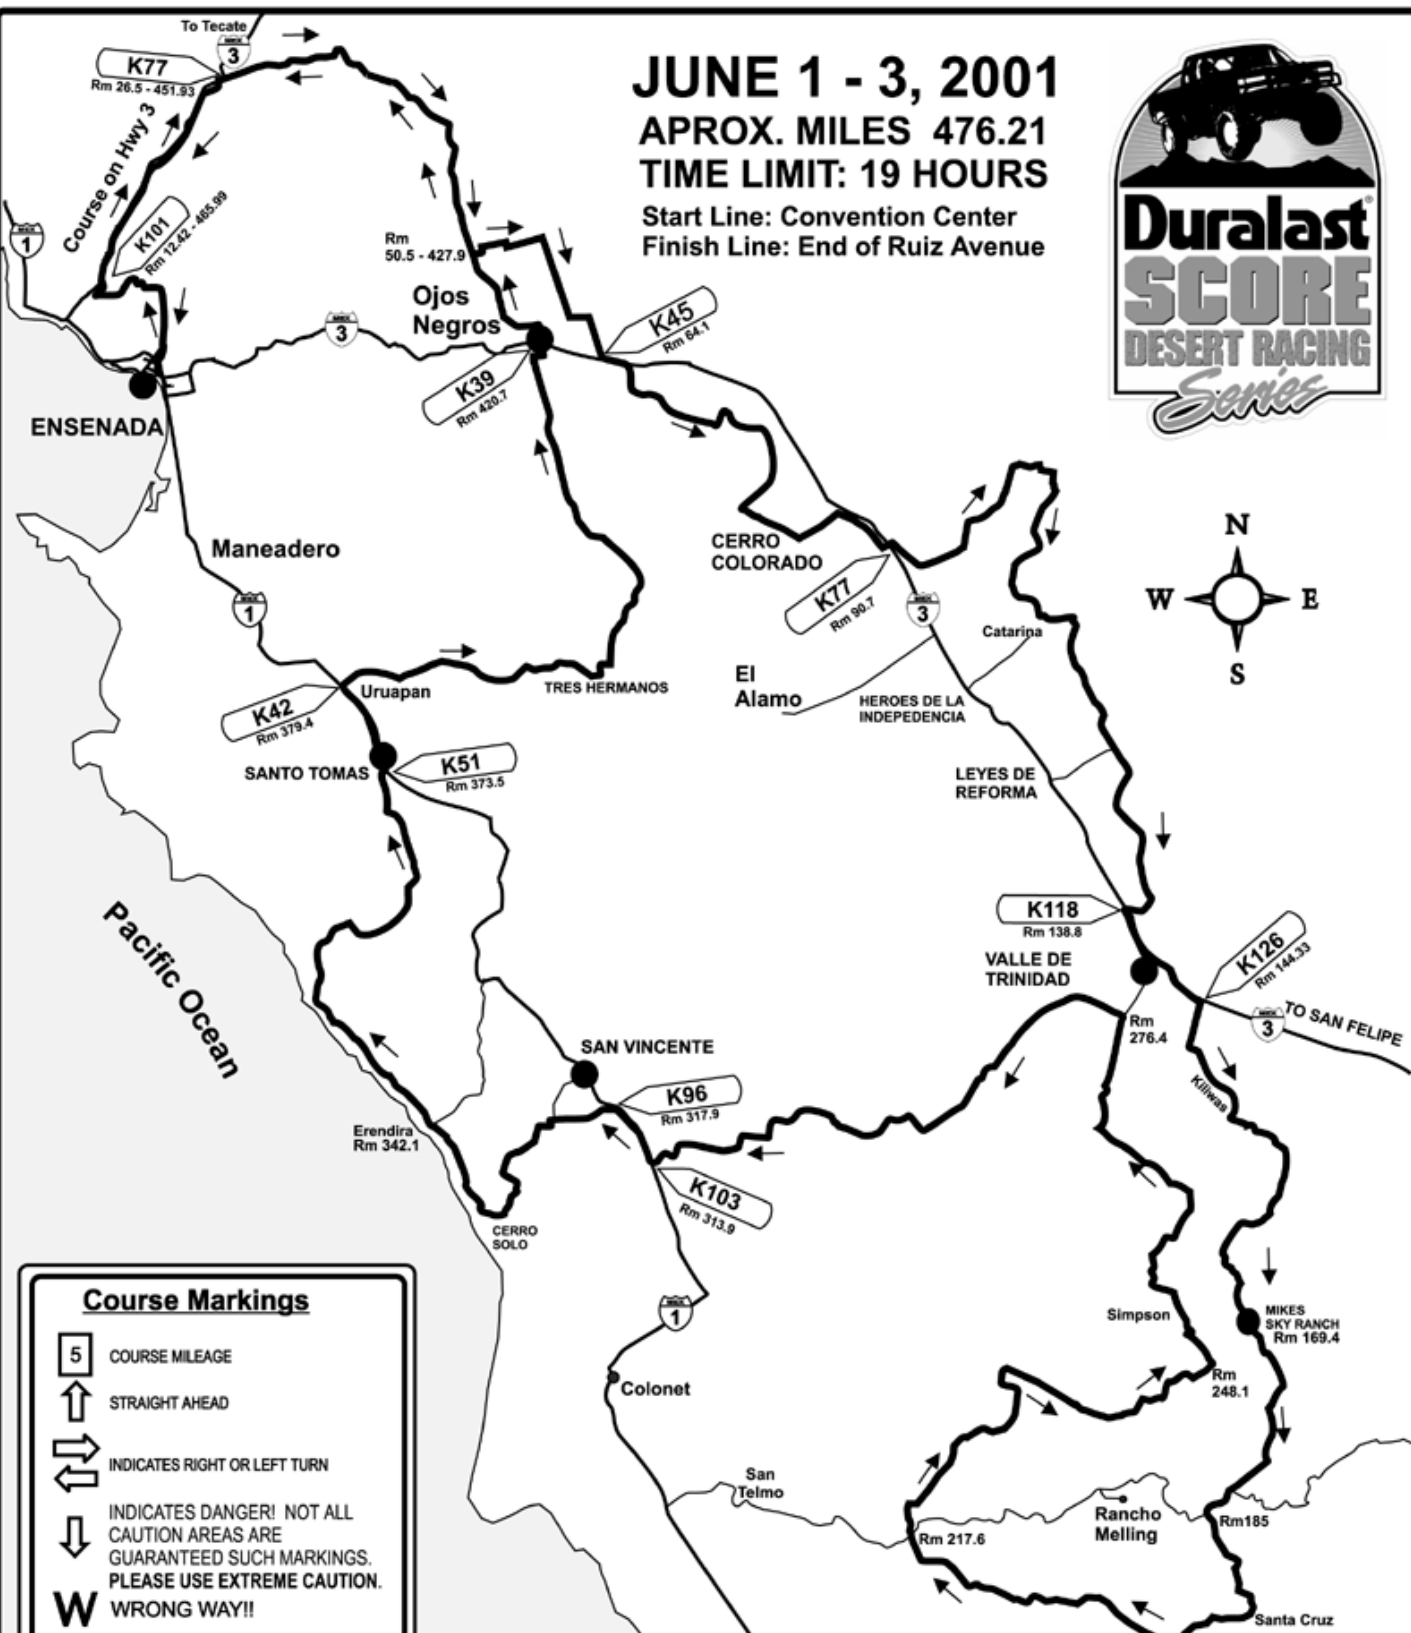 To Tecate
MEX
3
K77
Rm 26.5 - 451.93
JUNE 1 - 3, 2001
APROX. MILES 476.21
TIME LIMIT: 19 HOURS
Start Line: Convention Center
Finish Line: End of Ruiz Avenue
Duralast®
SCORE
DESERT RACING
Series
Course on Hwy 3
K101
Rm 12.42 - 465.99
MEX
1
Rm
50.5 - 427.9
Ojos
Negros
MEX
3
K45
Rm 64.1
K39
Rm 420.7
ENSENADA
Maneadero
MEX
1
CERRO
COLORADO
K77
Rm 90.7
MEX
3
N
W
E
S
Catarina
El
Alamo
HEROES DE LA
INDEPEDENCIA
Uruapan
TRES HERMANOS
K42
Rm 379.4
SANTO TOMAS
K51
Rm 373.5
LEYES DE
REFORMA
K118
Rm 138.8
VALLE DE
TRINIDAD
K126
Rm 144.33
MEX
3
TO SAN FELIPE
Pacific Ocean
Rm
276.4
Kiliwas
SAN VINCENTE
K96
Rm 317.9
Erendira
Rm 342.1
K103
Rm 313.9
CERRO
SOLO
MEX
1
Colonet
Simpson
MIKES
SKY RANCH
Rm 169.4
Rm
248.1
San
Telmo
Rancho
Melling
Rm185
Rm 217.6
Santa Cruz
Course Markings
5 COURSE MILEAGE
STRAIGHT AHEAD
INDICATES RIGHT OR LEFT TURN
INDICATES DANGER! NOT ALL
CAUTION AREAS ARE
GUARANTEED SUCH MARKINGS.
PLEASE USE EXTREME CAUTION.
W WRONG WAY!!